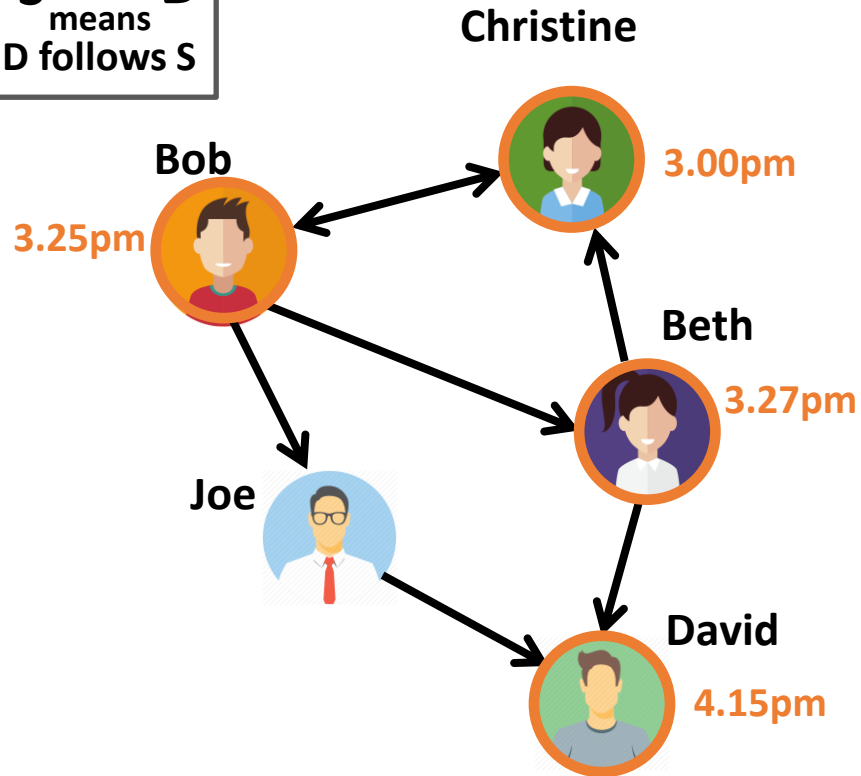 means
D follows S
Christine
Bob
3.00pm
3.25pm
Beth
3.27pm
Joe
David
4.15pm